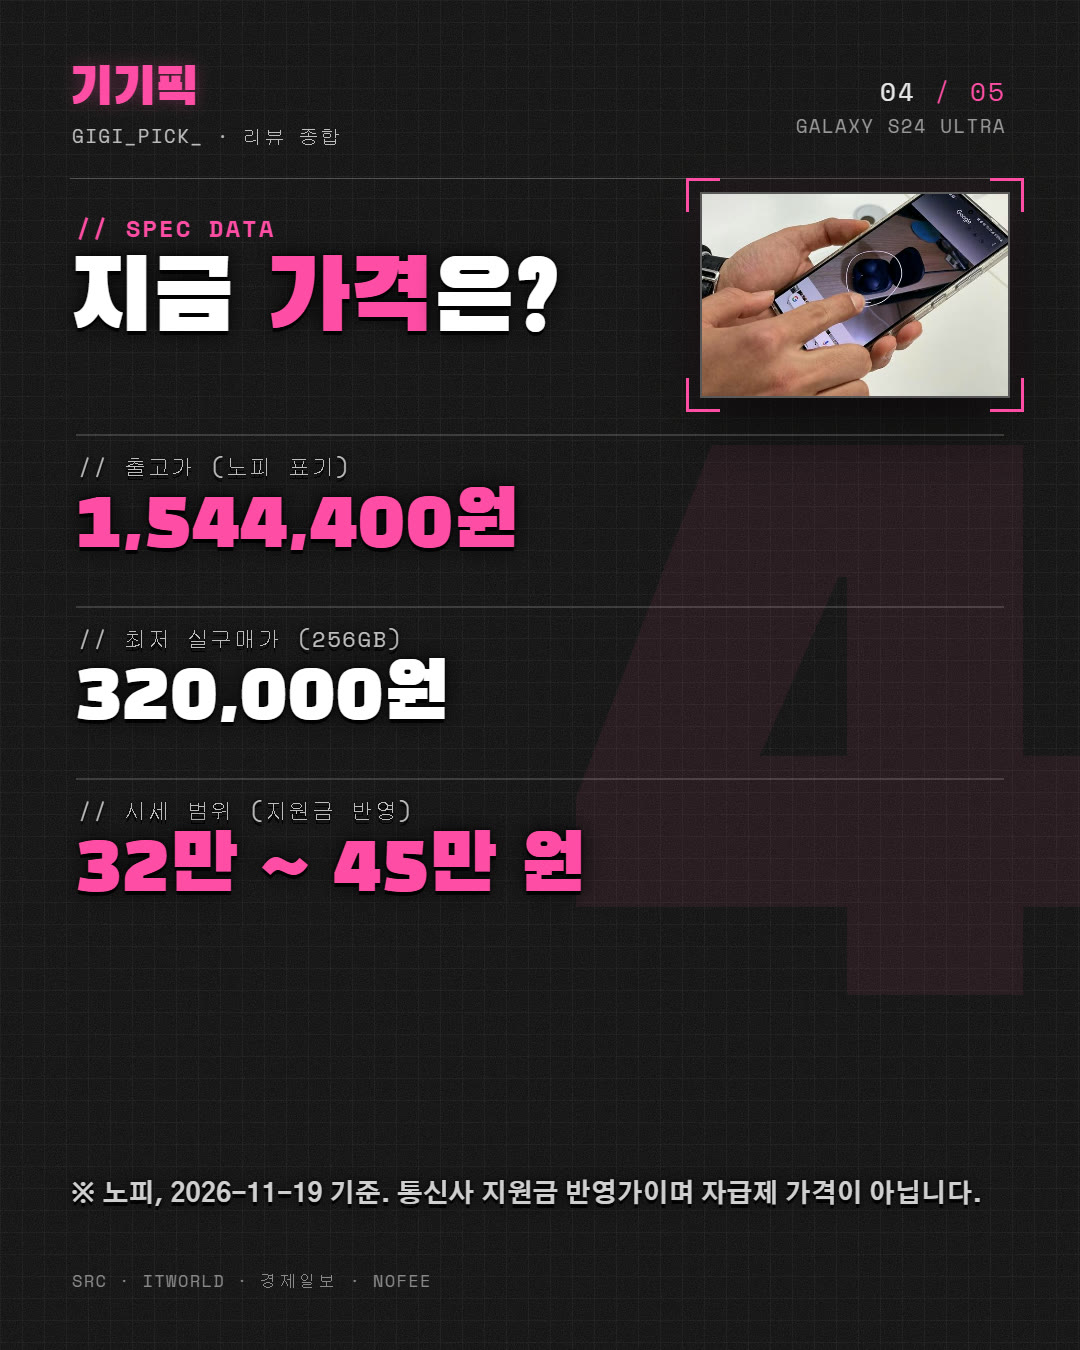 기기픽
GIGI_PICK_ · 리뷰 종합
04 / 05
GALAXY S24 ULTRA
// SPEC DATA
지금 가격은?
Google
// 출고가 (노피 표기)
1,544,400원
// 최저 실구매가 (256GB)
320,000원
// 시세 범위 (지원금 반영)
32만 ~ 45만 원
4
※ 노피, 2026-11-19 기준. 통신사 지원금 반영가이며 자급제 가격이 아닙니다.
SRC · ITWORLD · 경제일보 · NOFEE